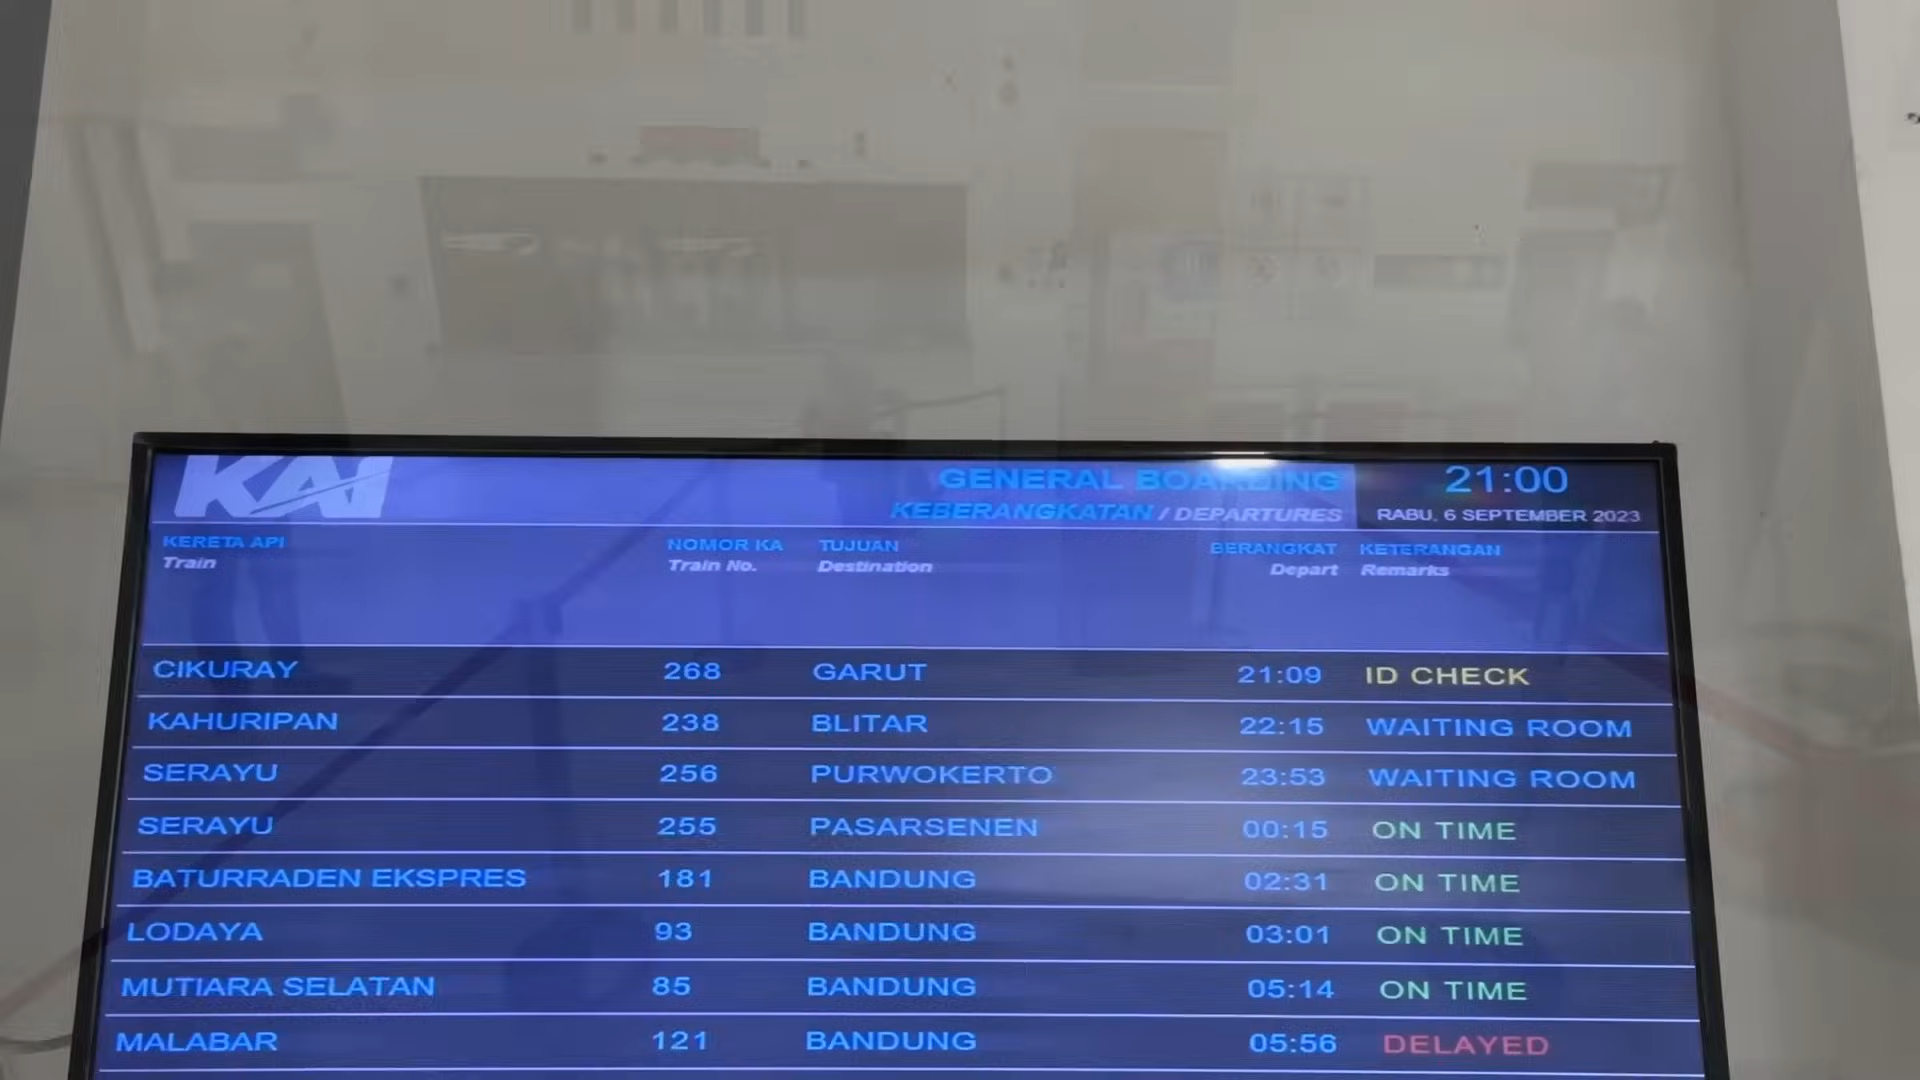 KAI
GENERAL BOARDING
21:00
KEBERANGKATAN / DEPARTURES
RABU, 6 SEPTEMBER 2023
KERETA API NOMOR KA TUJUAN BERANGKAT KETERANGAN
Train Train No. Destination Depart Remarks
CIKURAY 268 GARUT 21:09 ID CHECK
KAHURIPAN 238 BLITAR 22:15 WAITING ROOM
SERAYU 256 PURWOKERTO 23:53 WAITING ROOM
SERAYU 255 PASARSENEN 00:15 ON TIME
BATURRADEN EKSPRES 181 BANDUNG 02:31 ON TIME
LODAYA 93 BANDUNG 03:01 ON TIME
MUTIARA SELATAN 85 BANDUNG 05:14 ON TIME
MALABAR 121 BANDUNG 05:56 DELAYED